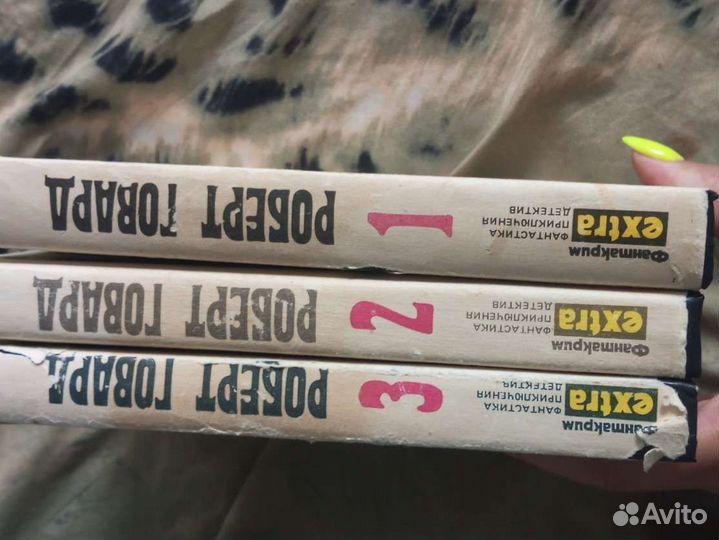 РОБЕРТ ГОВАРД
1
Фантакрим
extra
ФАНТАСТИКА
ПРИКЛЮЧЕНИЯ
ДЕТЕКТИВ
РОБЕРТ ГОВАРД
2
Фантакрим
extra
ФАНТАСТИКА
ПРИКЛЮЧЕНИЯ
ДЕТЕКТИВ
РОБЕРТ ГОВАРД
3
Фантакрим
extra
ФАНТАСТИКА
ПРИКЛЮЧЕНИЯ
ДЕТЕКТИВ
Avito